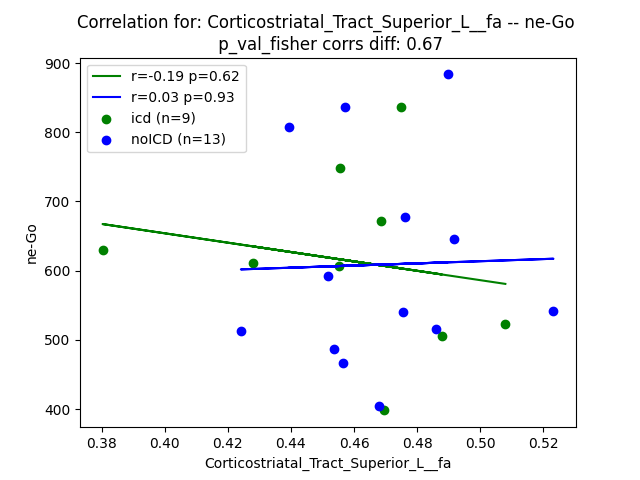 Correlation for: Corticostriatal_Tract_Superior_L__fa -- ne-Go
p_val_fisher corrs diff: 0.67
900
800
700
600
500
400
ne-Go
r=-0.19 p=0.62
r=0.03 p=0.93
icd (n=9)
noICD (n=13)
0.38 0.40 0.42 0.44 0.46 0.48 0.50 0.52
Corticostriatal_Tract_Superior_L__fa